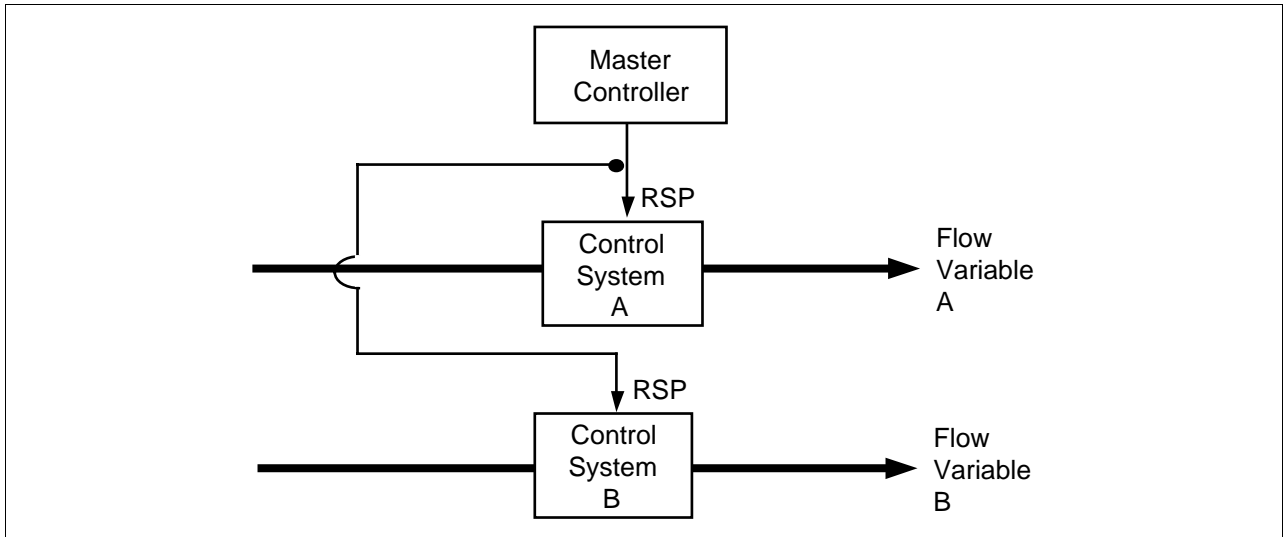 Master
Controller
RSP
Control
System
A
Flow
Variable
A
RSP
Control
System
B
Flow
Variable
B